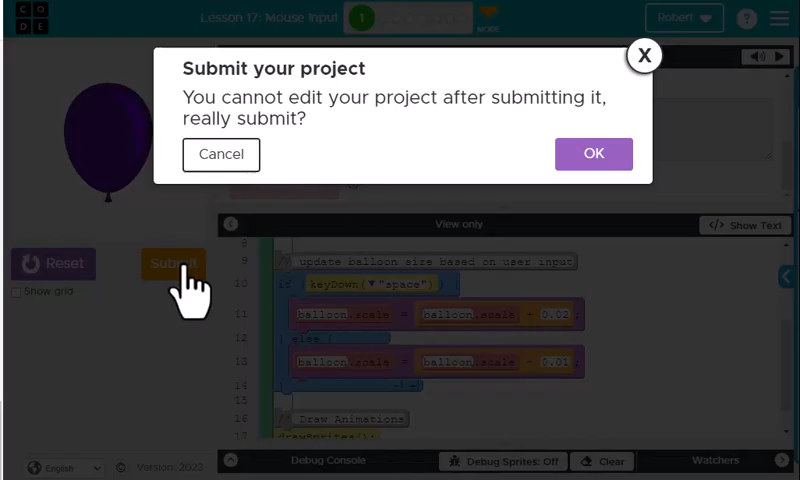 C O
D E
Lesson 17: Mouse Input
1
MORE
Robert
?
Submit your project
X
You cannot edit your project after submitting it,
really submit?
Cancel
OK
View only
</> Show Text
Reset
Submit
Show grid
8
9 // update balloon size based on user input
10 if ( keyDown( ▼ "space") ) {
11 balloon.scale = balloon.scale + 0.02 ;
12 } else {
13 balloon.scale = balloon.scale - 0.01 ;
14 }
15
16 // Draw Animations
17 drawSprites();
English
© Version: 2023
Debug Console
Debug Sprites: Off
Clear
Watchers